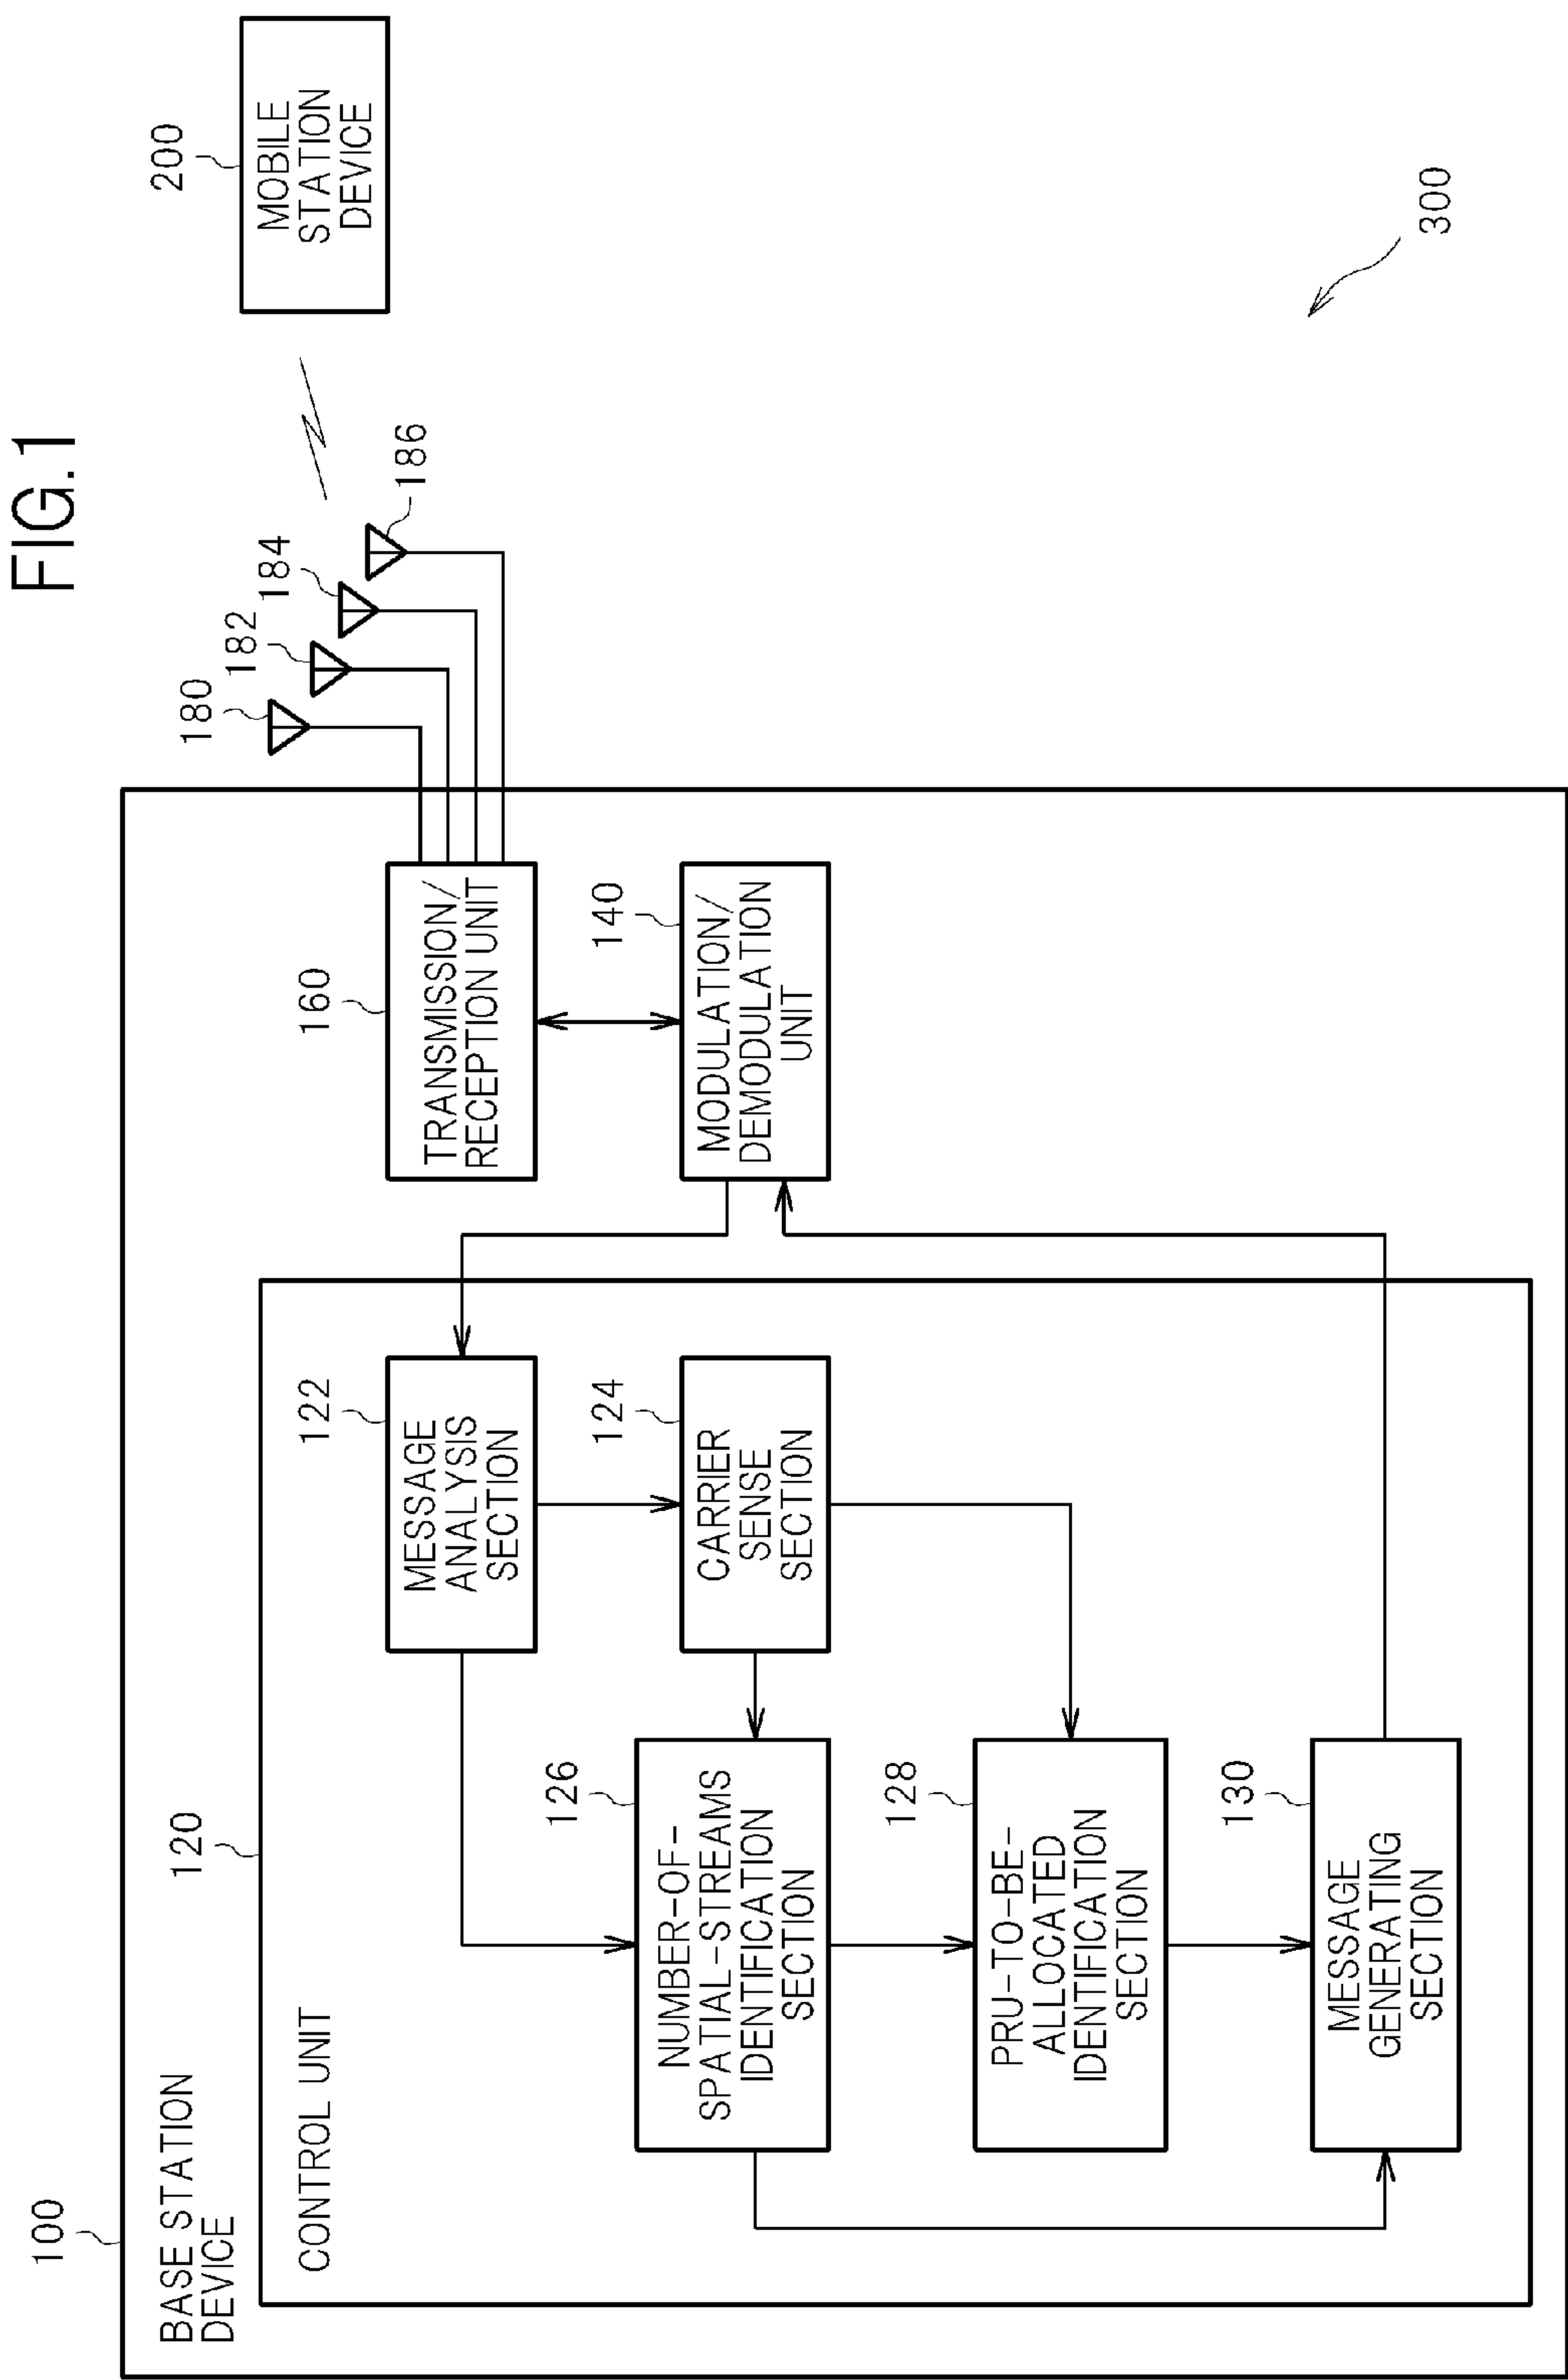 FIG.1
100
BASE STATION
DEVICE
120
CONTROL UNIT
126
NUMBER-OF-
SPATIAL-STREAMS
IDENTIFICATION
SECTION
128
PRU-TO-BE-
ALLOCATED
IDENTIFICATION
SECTION
130
MESSAGE
GENERATING
SECTION
122
MESSAGE
ANALYSIS
SECTION
124
CARRIER
SENSE
SECTION
160
TRANSMISSION/
RECEPTION UNIT
140
MODULATION/
DEMODULATION
UNIT
180
182
184
186
200
MOBILE
STATION
DEVICE
300